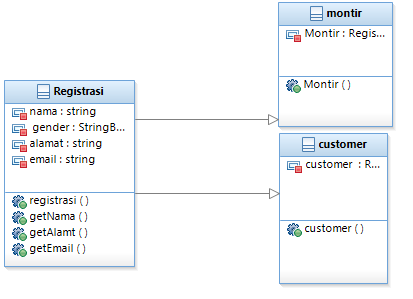 Registrasi
nama : string
gender : StringB...
alamat : string
email : string
registrasi ( )
getNama ( )
getAlamt ( )
getEmail ( )
montir
Montir : Regis...
Montir ( )
customer
customer : R...
customer ( )